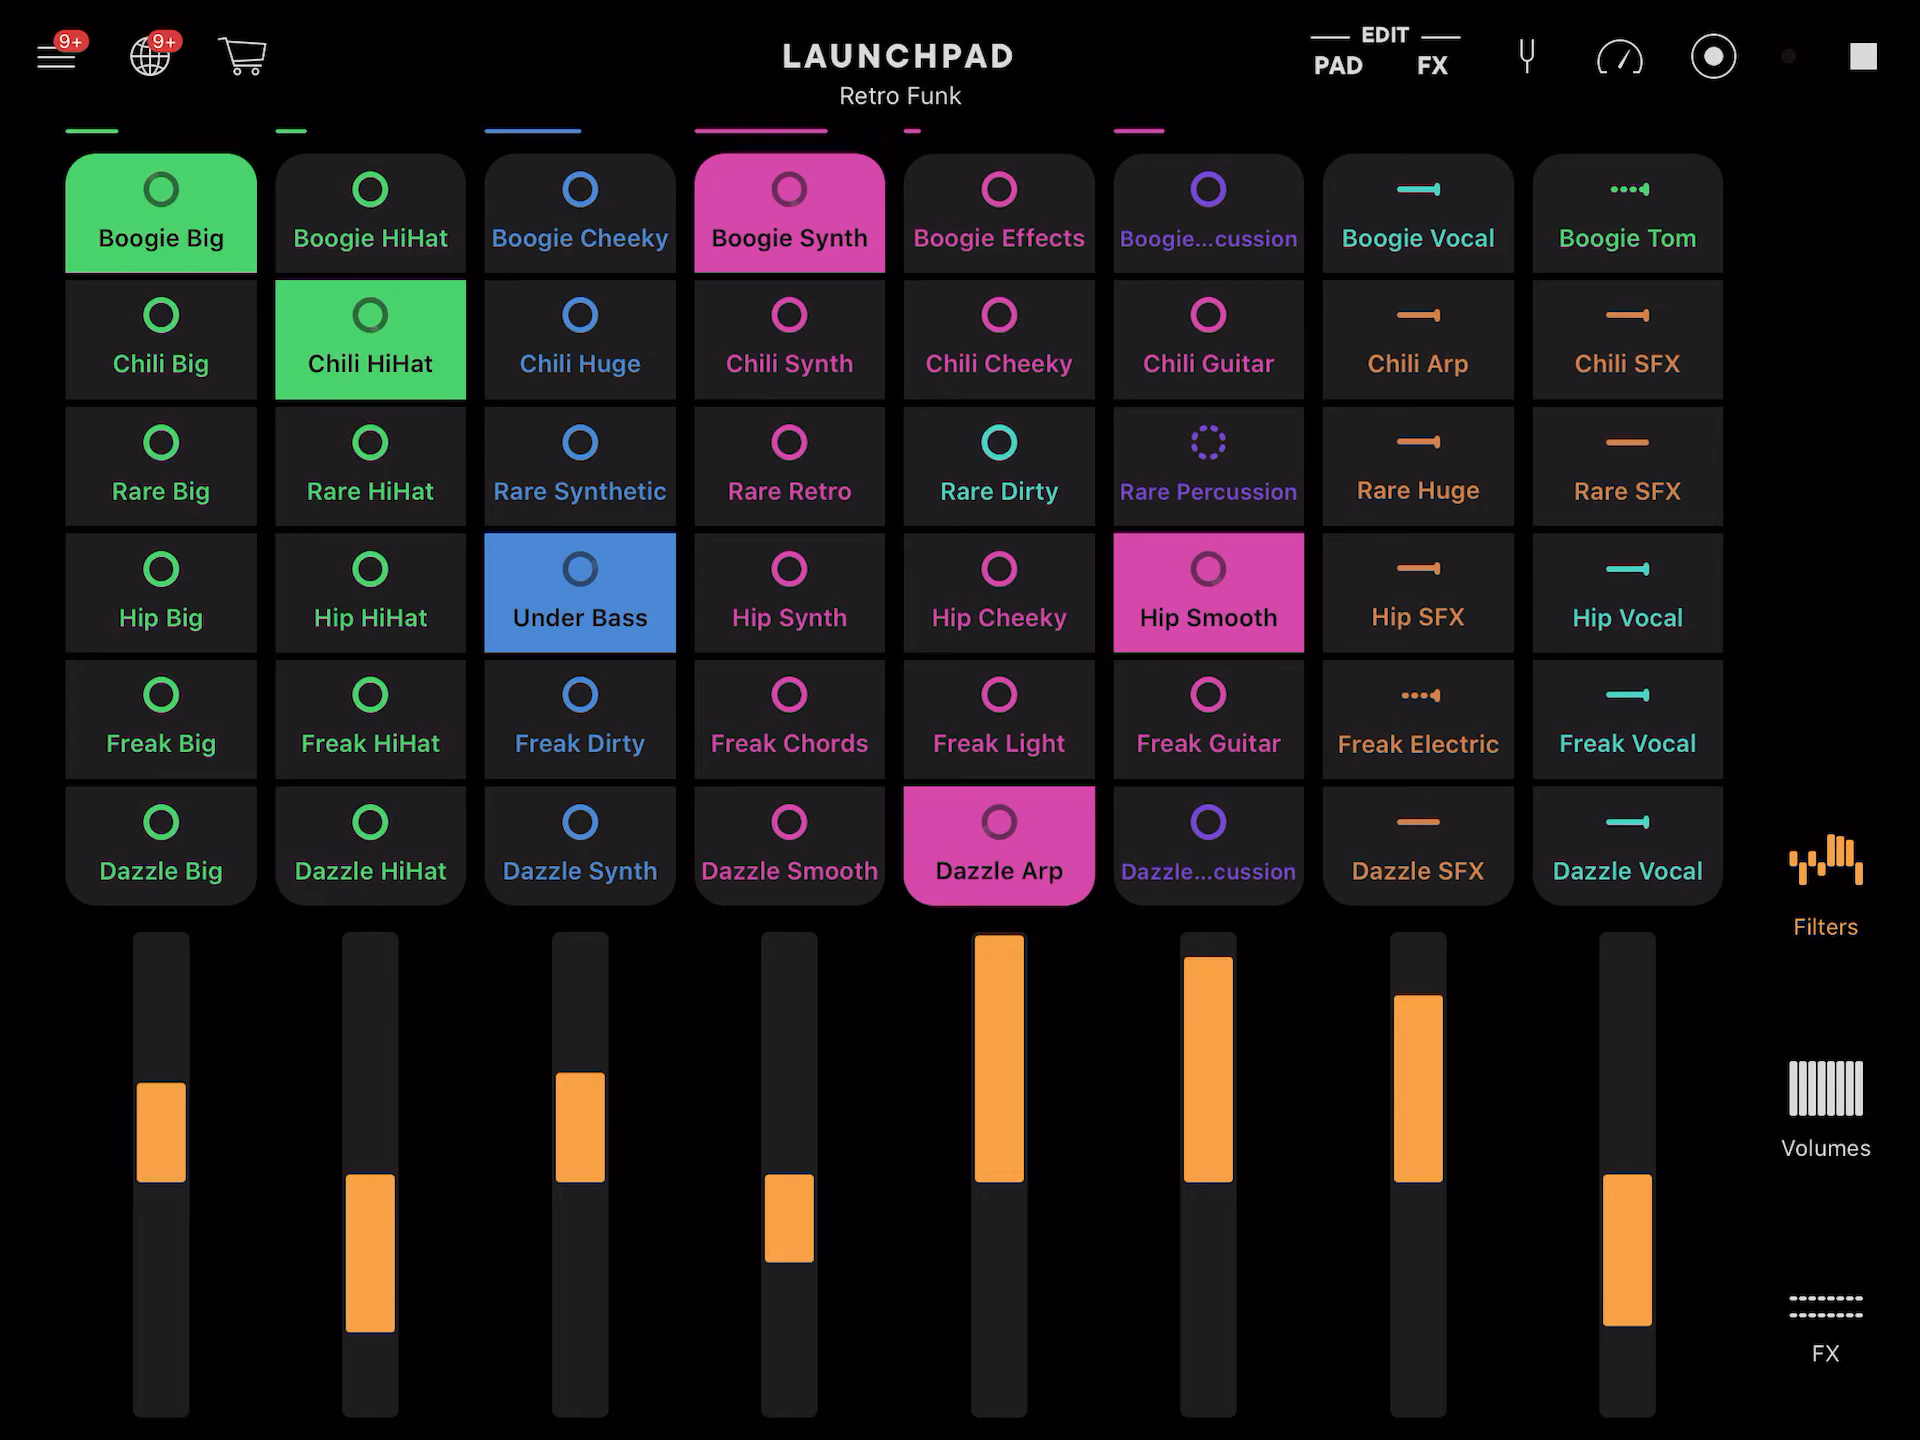 9+
9+
LAUNCHPAD
Retro Funk
EDIT
PAD FX
Boogie Big
Boogie HiHat
Boogie Cheeky
Boogie Synth
Boogie Effects
Boogie...cussion
Boogie Vocal
Boogie Tom
Chili Big
Chili HiHat
Chili Huge
Chili Synth
Chili Cheeky
Chili Guitar
Chili Arp
Chili SFX
Rare Big
Rare HiHat
Rare Synthetic
Rare Retro
Rare Dirty
Rare Percussion
Rare Huge
Rare SFX
Hip Big
Hip HiHat
Under Bass
Hip Synth
Hip Cheeky
Hip Smooth
Hip SFX
Hip Vocal
Freak Big
Freak HiHat
Freak Dirty
Freak Chords
Freak Light
Freak Guitar
Freak Electric
Freak Vocal
Dazzle Big
Dazzle HiHat
Dazzle Synth
Dazzle Smooth
Dazzle Arp
Dazzle...cussion
Dazzle SFX
Dazzle Vocal
Filters
Volumes
FX